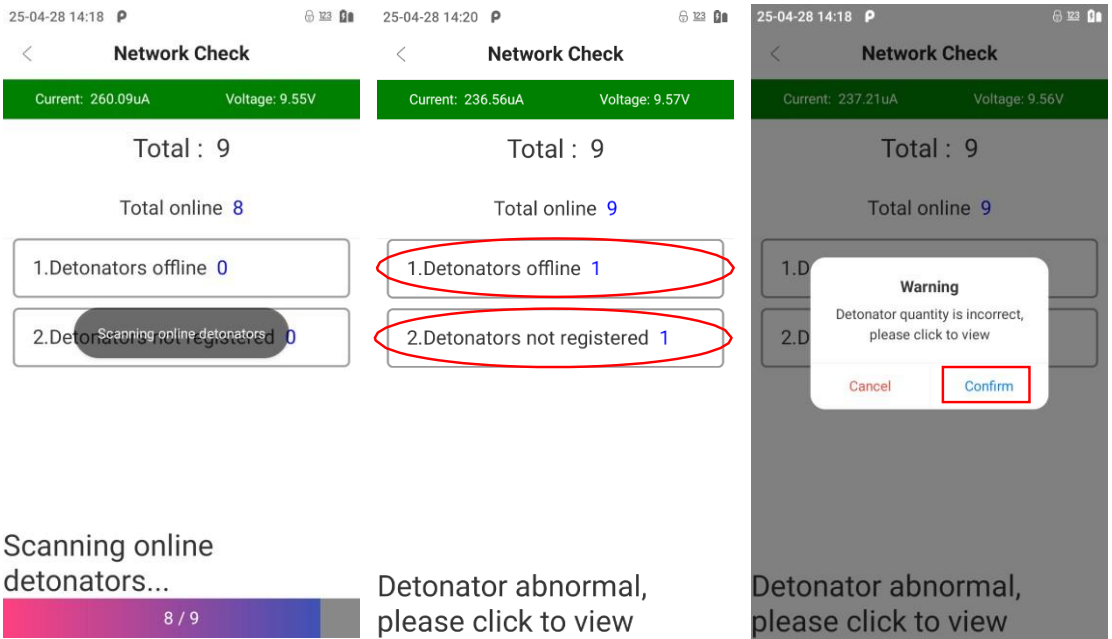 25-04-28 14:18 P 123
Network Check
Current: 260.09uA Voltage: 9.55V
Total : 9
Total online 8
1.Detonators offline 0
2.Detonators not registered 0
Scanning online detonators
Scanning online
detonators...
8 / 9
25-04-28 14:20 P 123
Network Check
Current: 236.56uA Voltage: 9.57V
Total : 9
Total online 9
1.Detonators offline 1
2.Detonators not registered 1
Detonator abnormal,
please click to view
25-04-28 14:18 P 123
Network Check
Current: 237.21uA Voltage: 9.56V
Total : 9
Total online 9
1.D
2.D
Warning
Detonator quantity is incorrect,
please click to view
Cancel Confirm
Detonator abnormal,
please click to view